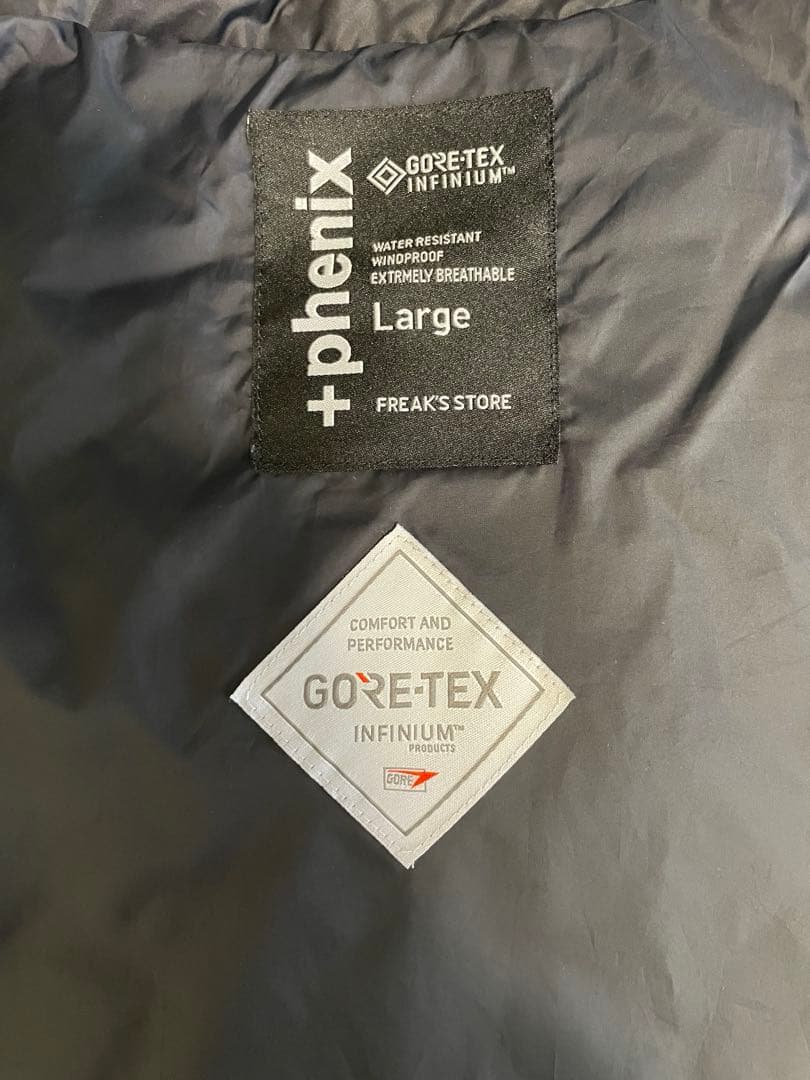 +phenix
GORE-TEX
INFINIUM™
WATER RESISTANT
WINDPROOF
EXTRMELY BREATHABLE
Large
FREAK'S STORE
COMFORT AND
PERFORMANCE
GORE-TEX
INFINIUM™
PRODUCTS
GORE